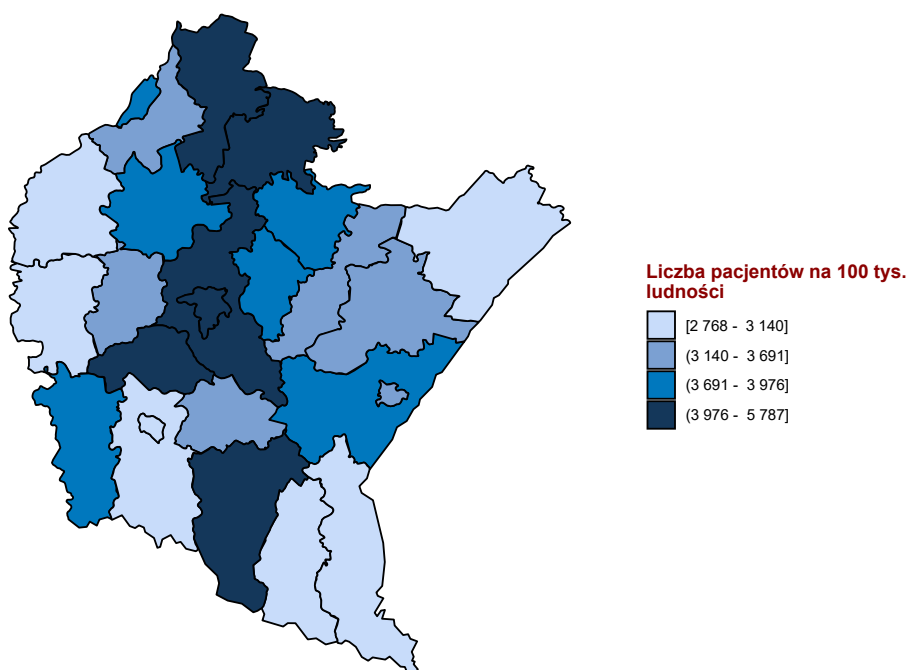 Liczba pacjentów na 100 tys.
ludności
[2 768 - 3 140]
(3 140 - 3 691]
(3 691 - 3 976]
(3 976 - 5 787]